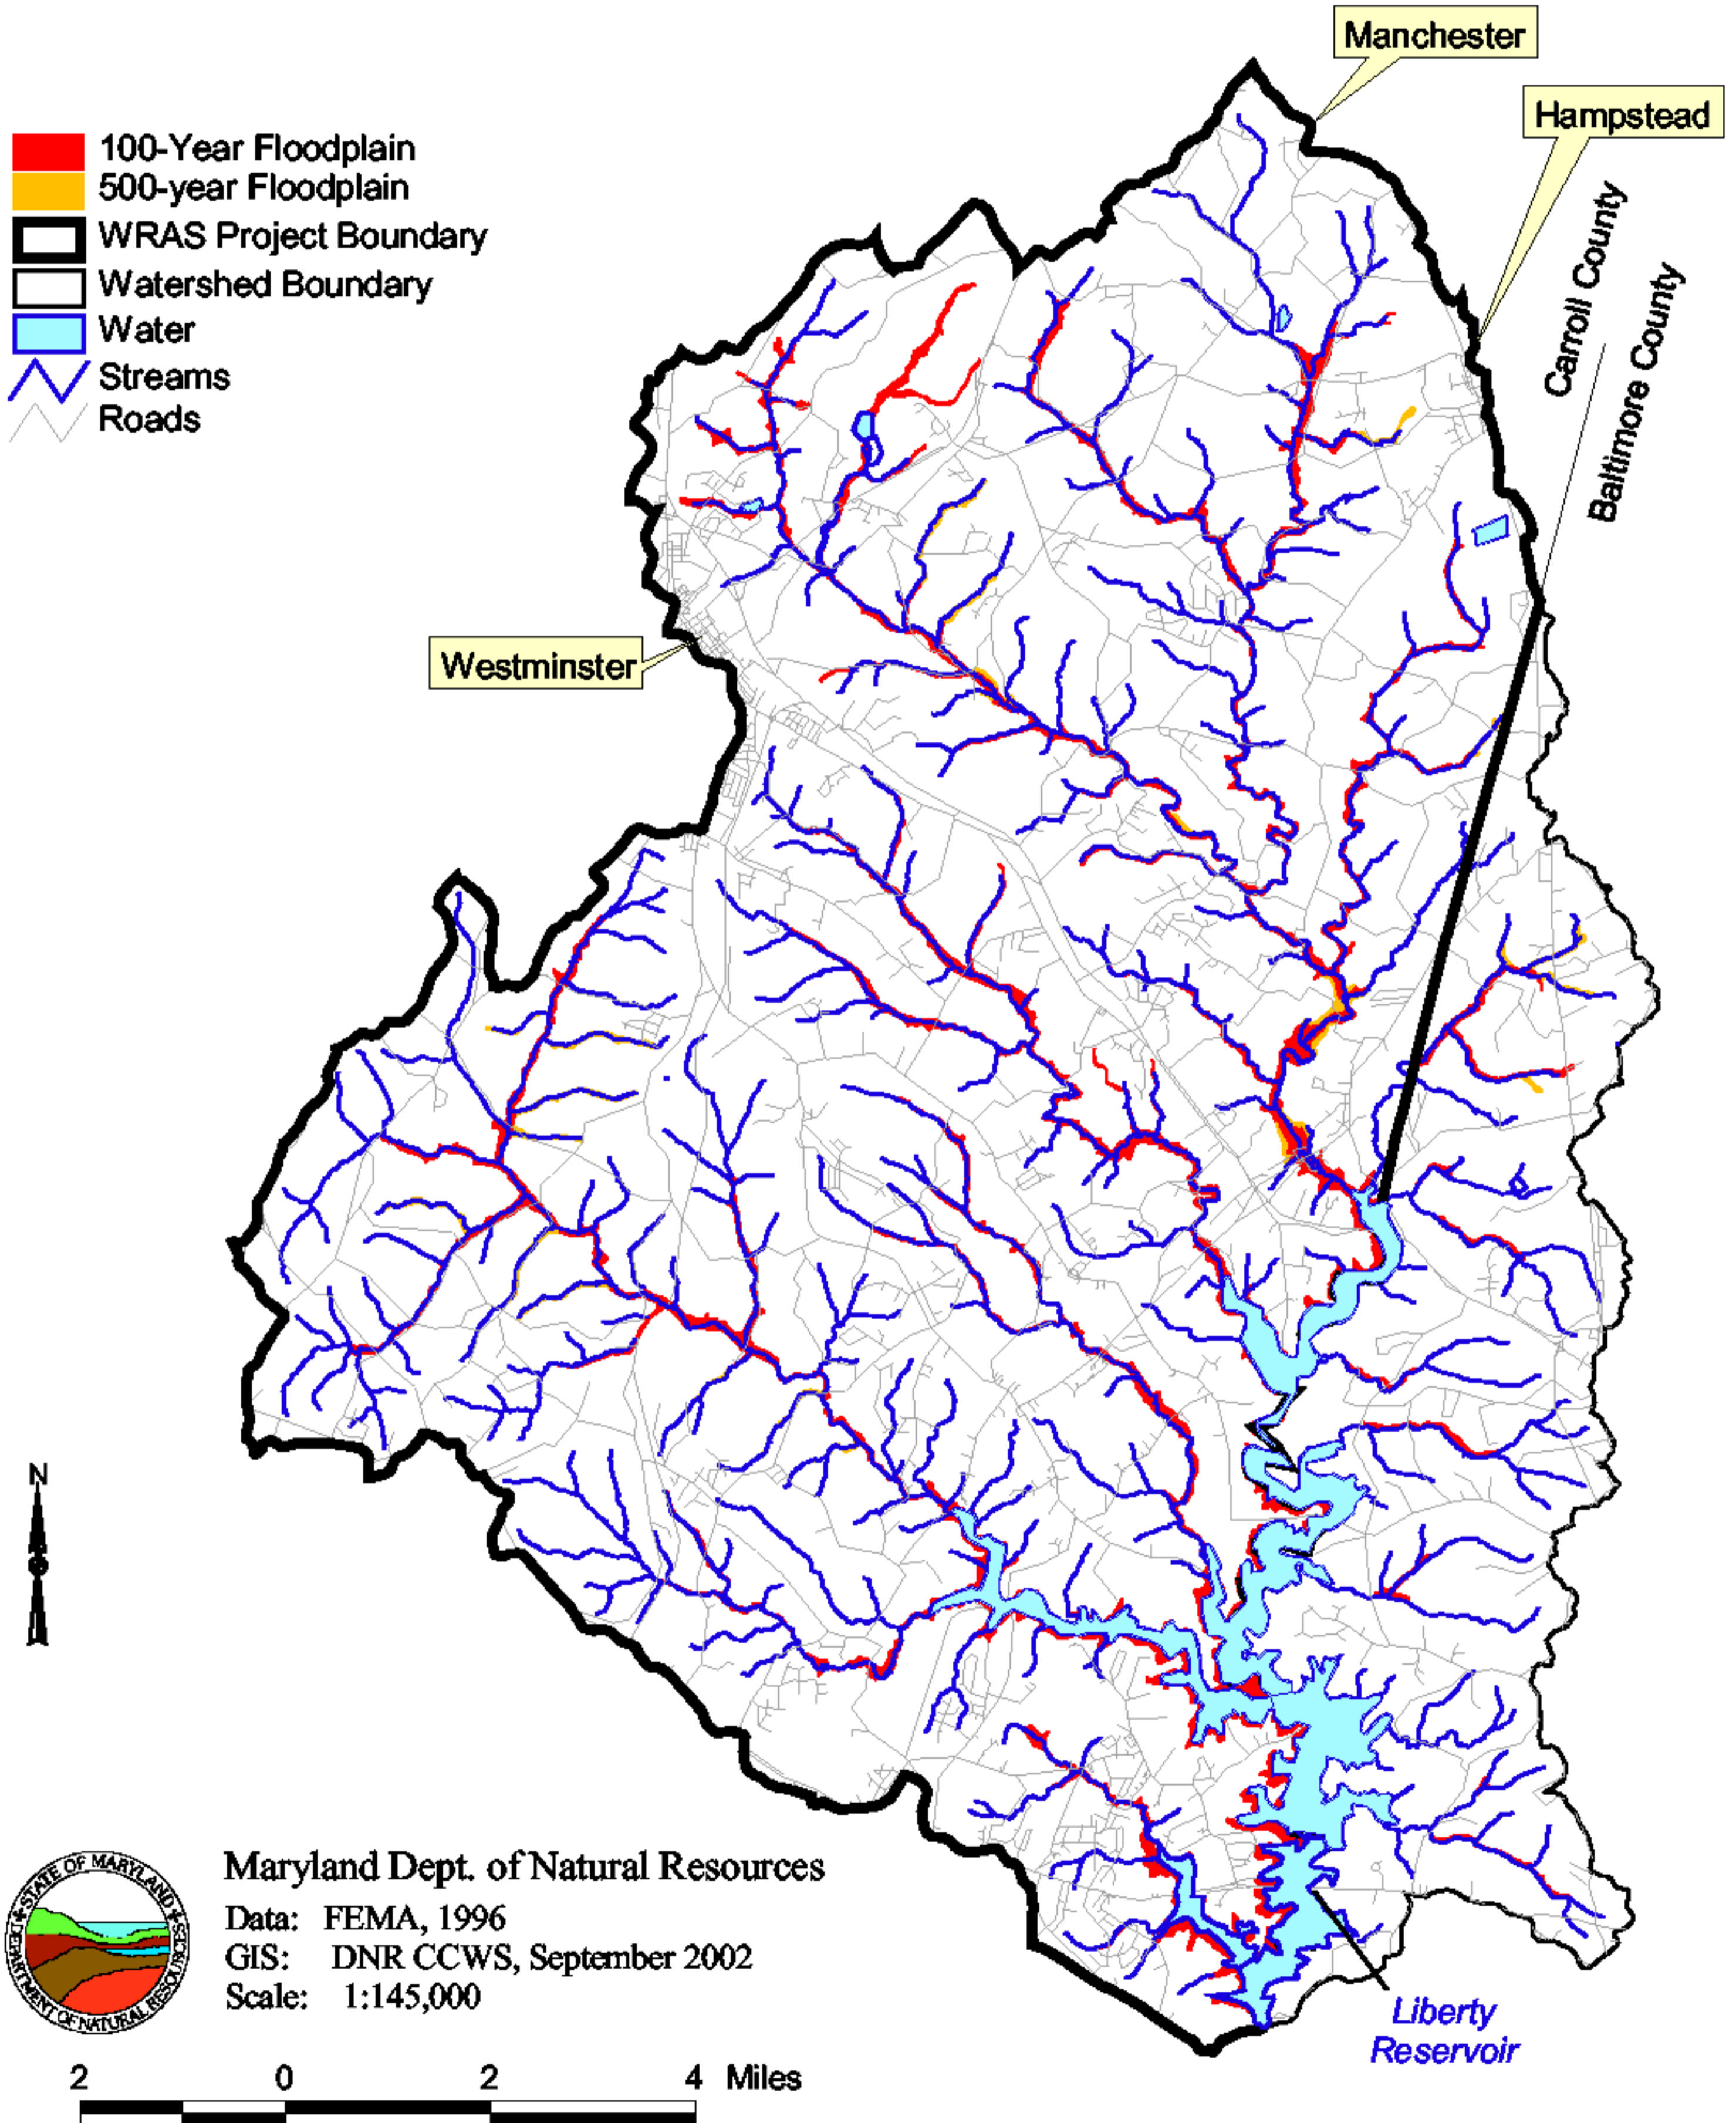 Manchester
Hampstead
100-Year Floodplain
500-year Floodplain
WRAS Project Boundary
Watershed Boundary
Water
Streams
Roads
Carroll County
Baltimore County
Westminster
N
STATE OF MARYLAND
DEPARTMENT OF NATURAL RESOURCES
Maryland Dept. of Natural Resources
Data: FEMA, 1996
GIS: DNR CCWS, September 2002
Scale: 1:145,000
Liberty
Reservoir
2 0 2 4 Miles